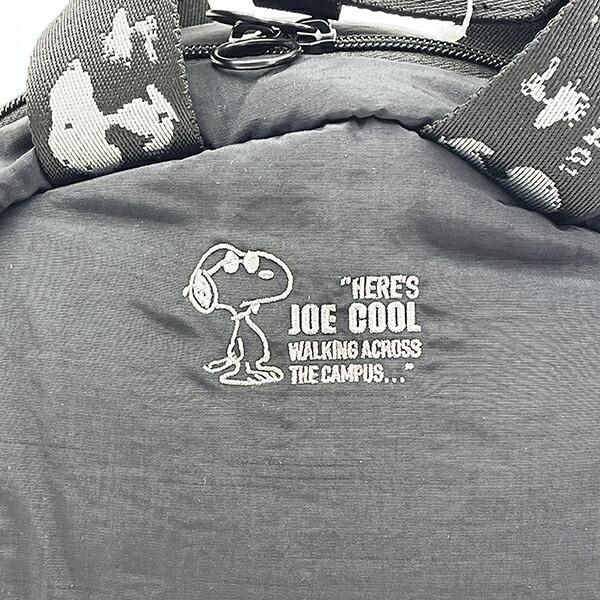 "HERE'S
JOE COOL
WALKING ACROSS
THE CAMPUS..."